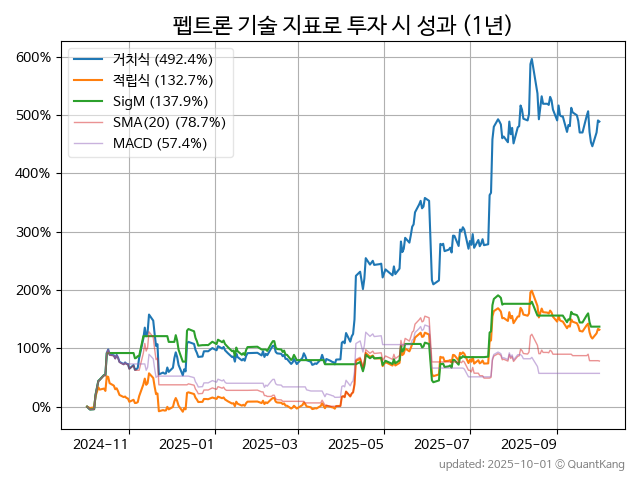 펩트론 기술 지표로 투자 시 성과 (1년)
600%
500%
400%
300%
200%
100%
0%
거치식 (492.4%)
적립식 (132.7%)
SigM (137.9%)
SMA(20) (78.7%)
MACD (57.4%)
2024-11
2025-01
2025-03
2025-05
2025-07
2025-09
updated: 2025-10-01 © QuantKang